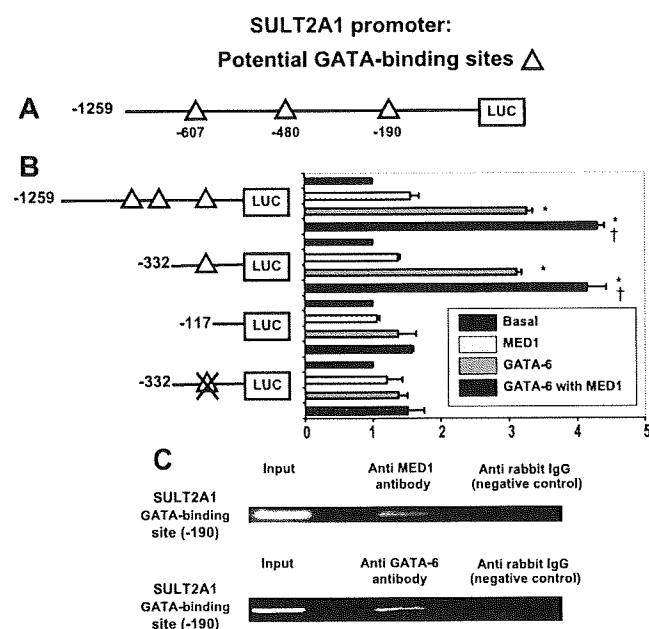 SULT2A1 promoter:
Potential GATA-binding sites
A
-1259
LUC
-607
-480
-190
B
-1259
LUC
*
*
†
-332
LUC
*
*
†
-117
LUC
Basal
MED1
GATA-6
GATA-6 with MED1
-332
LUC
0
1
2
3
4
5
C
Input
Anti MED1
antibody
Anti rabbit IgG
(negative control)
SULT2A1
GATA-binding
site (-190)
Input
Anti GATA-6
antibody
Anti rabbit IgG
(negative control)
SULT2A1
GATA-binding
site (-190)